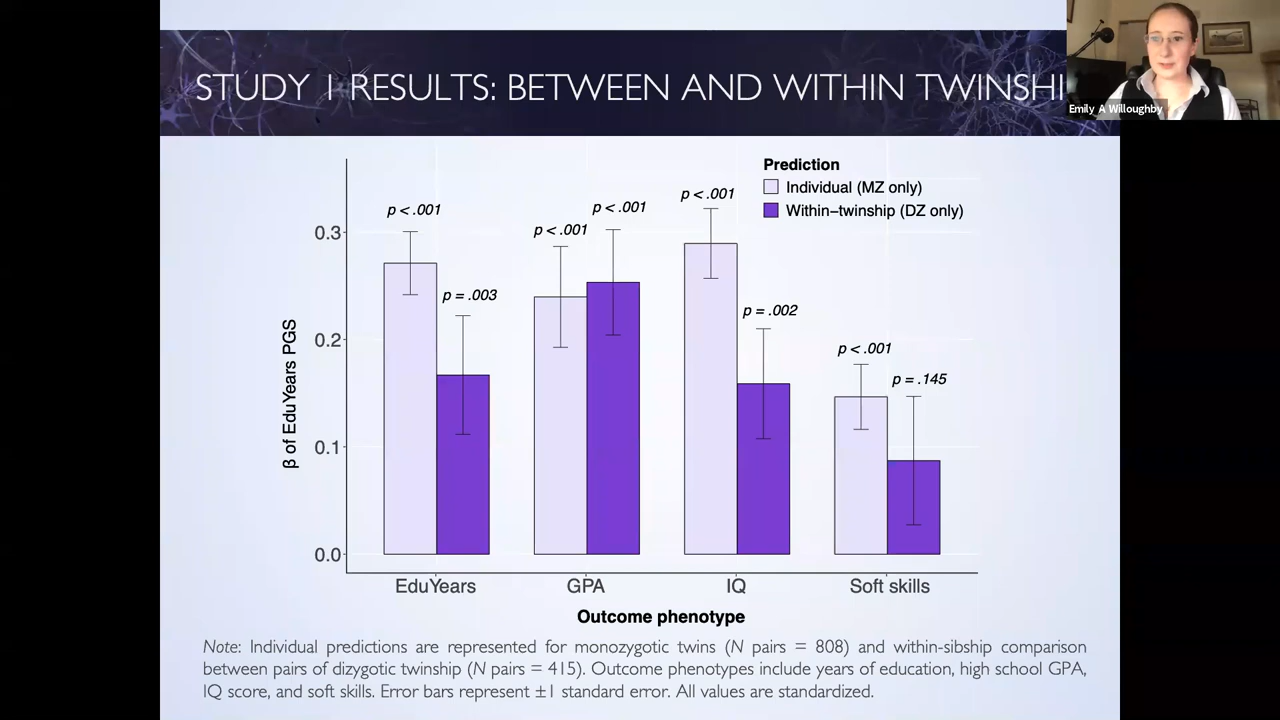 STUDY 1 RESULTS: BETWEEN AND WITHIN TWINSHI
Emily A Willoughby
Prediction
Individual (MZ only)
Within-twinship (DZ only)
p < .001
p = .003
p < .001
p < .001
p < .001
p = .002
p < .001
p = .145
β of EduYears PGS
0.3
0.2
0.1
0.0
EduYears GPA IQ Soft skills
Outcome phenotype
Note: Individual predictions are represented for monozygotic twins (N pairs = 808) and within-sibship comparison
between pairs of dizygotic twinship (N pairs = 415). Outcome phenotypes include years of education, high school GPA,
IQ score, and soft skills. Error bars represent ±1 standard error. All values are standardized.